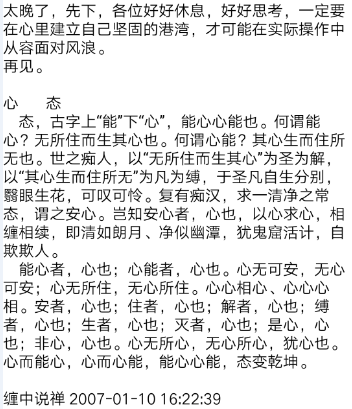 太晚了，先下，各位好好休息，好好思考，一定要
在心里建立自己坚固的港湾，才可能在实际操作中
从容面对风浪。
再见。
心　　态
态，古字上“能”下“心”，能心心能也。何谓能
心？无所住而生其心也。何谓心能？其心生而住所
无也。世之痴人，以“无所住而生其心”为圣为解，
以“其心生而住所无”为凡为缚，于圣凡自生分别，
翳眼生花，可叹可怜。复有痴汉，求一清净之常
态，谓之安心。岂知安心者，心也，以心求心，相
缠相续，即清如朗月、净似幽潭，犹鬼窟活计，自
欺欺人。
能心者，心也；心能者，心也。心无可安，无心
可安；心无所住，无心所住。心心相心、心心心
相。安者，心也；住者，心也；解者，心也；缚
者，心也；生者，心也；灭者，心也；是心，心
也；非心，心也。心无所心，无心所心，犹心也。
心而能心，心而心能，能心心能，态变乾坤。
缠中说禅 2007-01-10 16:22:39